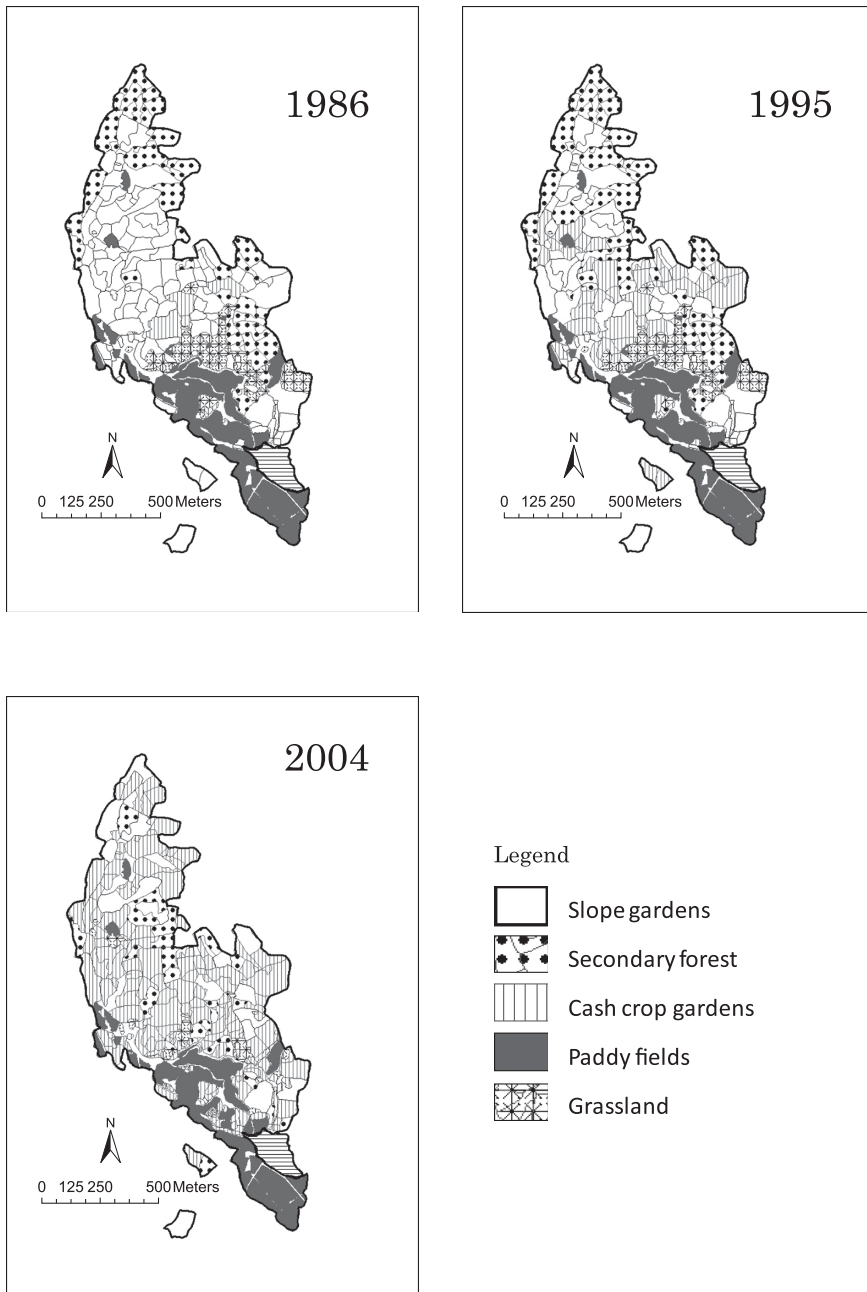 1986
N
0 125 250 500 Meters
1995
N
0 125 250 500 Meters
2004
N
0 125 250 500 Meters
Legend
Slope gardens
Secondary forest
Cash crop gardens
Paddy fields
Grassland